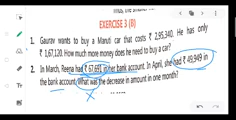 EXERCISE 3 (B)
1. Gaurav wants to buy a Maruti car that costs ₹ 2,95,340. He has only
₹ 1,67,120. How much more money does he need to buy a car?
2. In March, Reena had ₹ 67,691 in her bank account. In April, she had ₹ 49,949 in
the bank account. What was the decrease in amount in one month?